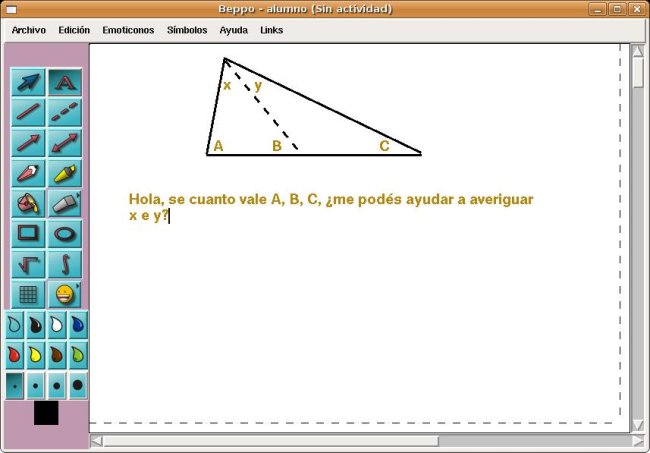 Beppo - alumno (Sin actividad)
Archivo Edición Emoticonos Símbolos Ayuda Links
x y
A B C
Hola, se cuanto vale A, B, C, ¿me podés ayudar a averiguar
x e y?